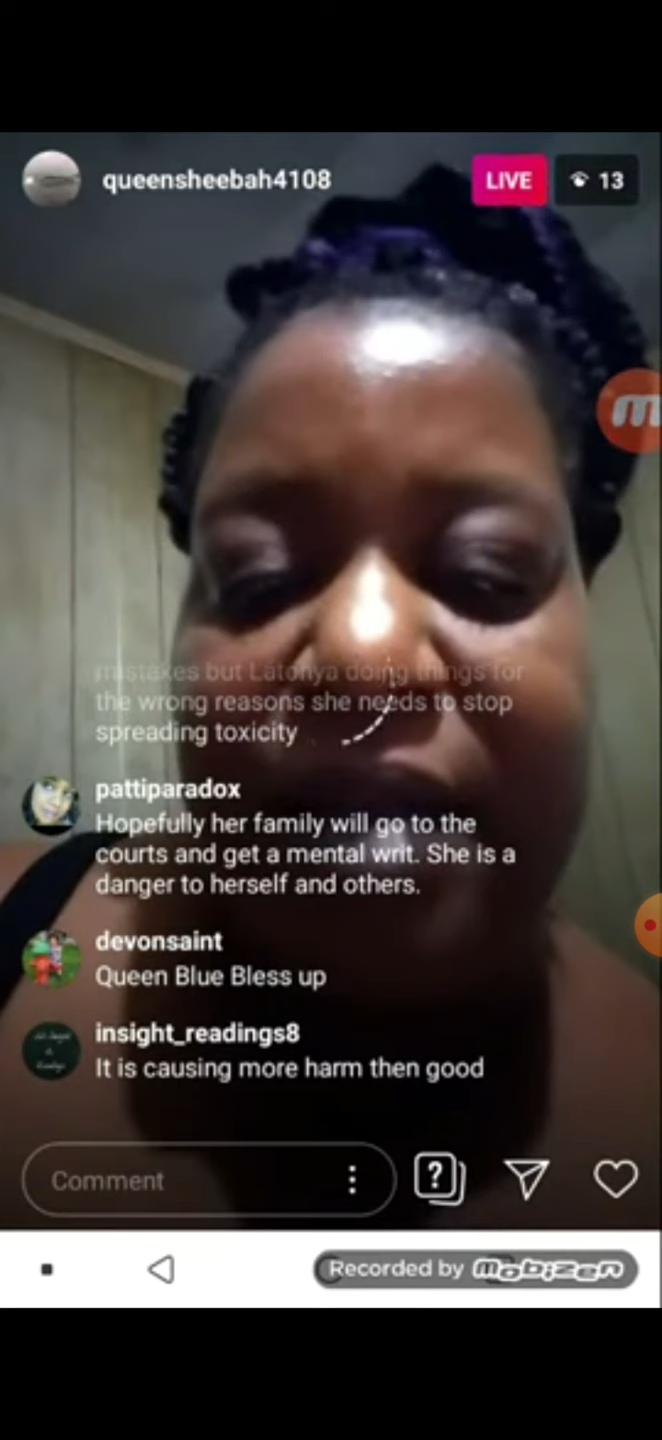 queensheebah4108
LIVE
13
mistakes but Latonya doing things for
the wrong reasons she needs to stop
spreading toxicity
pattiparadox
Hopefully her family will go to the
courts and get a mental writ. She is a
danger to herself and others.
devonsaint
Queen Blue Bless up
insight_readings8
It is causing more harm then good
Comment
?
Recorded by mobizen